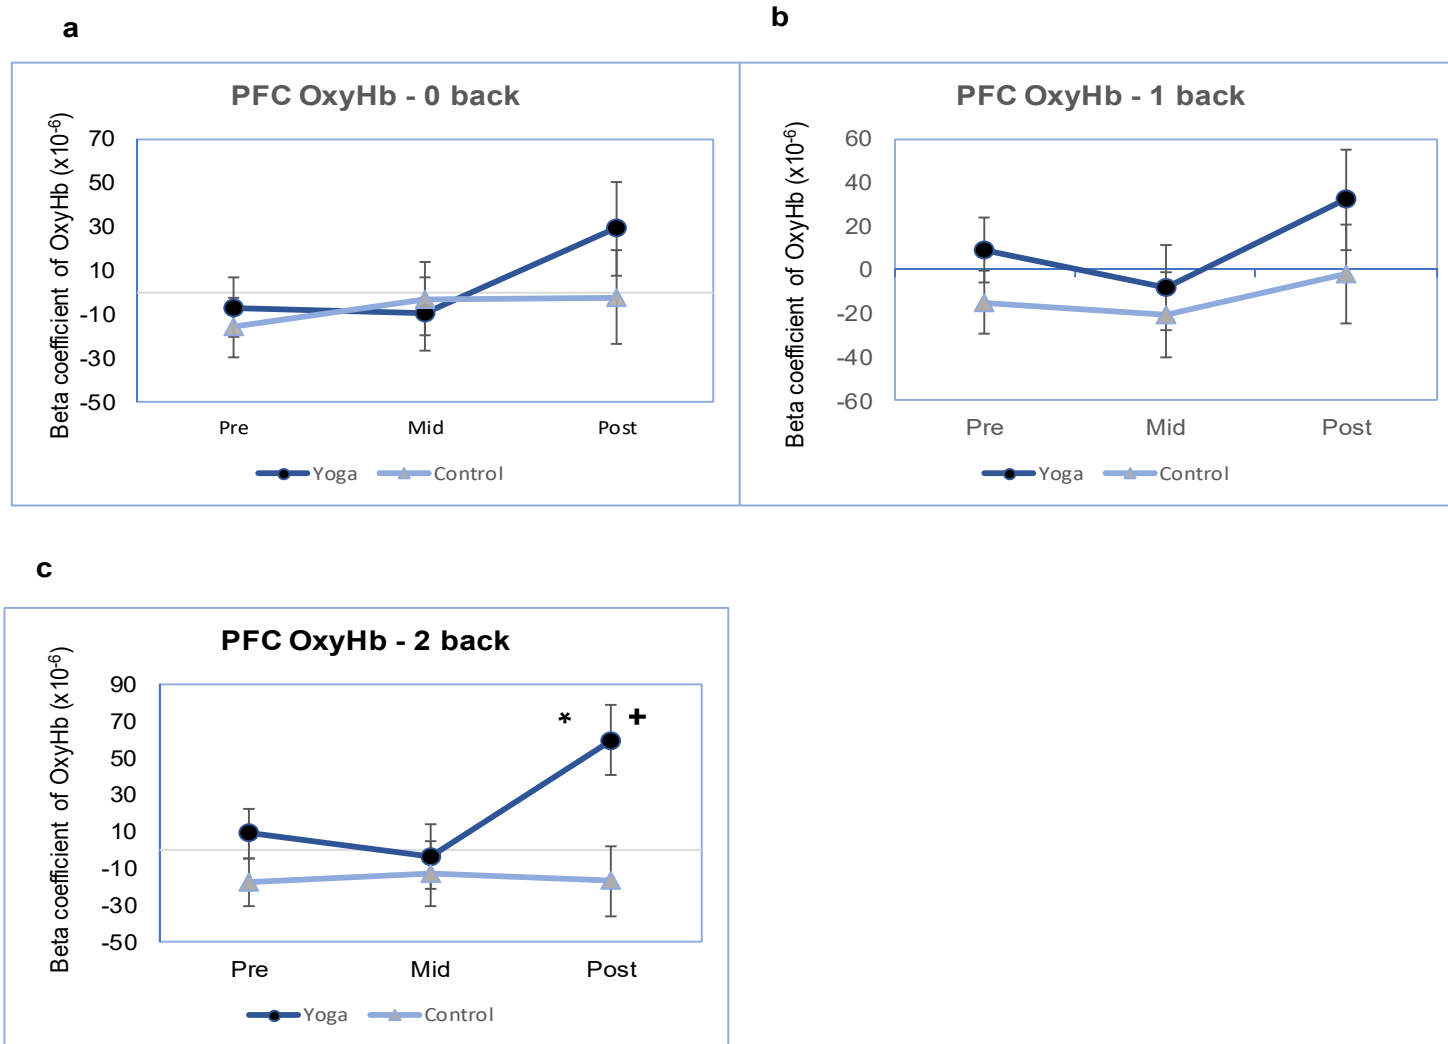 a
b
PFC OxyHb - 0 back
Beta coefficient of OxyHb (x10⁻⁶)
70
50
30
10
-10
-30
-50
Pre Mid Post
Yoga Control
PFC OxyHb - 1 back
Beta coefficient of OxyHb (x10⁻⁶)
60
40
20
0
-20
-40
-60
Pre Mid Post
Yoga Control
c
PFC OxyHb - 2 back
Beta coefficient of OxyHb (x10⁻⁶)
90
70
50
30
10
-10
-30
-50
* +
Pre Mid Post
Yoga Control